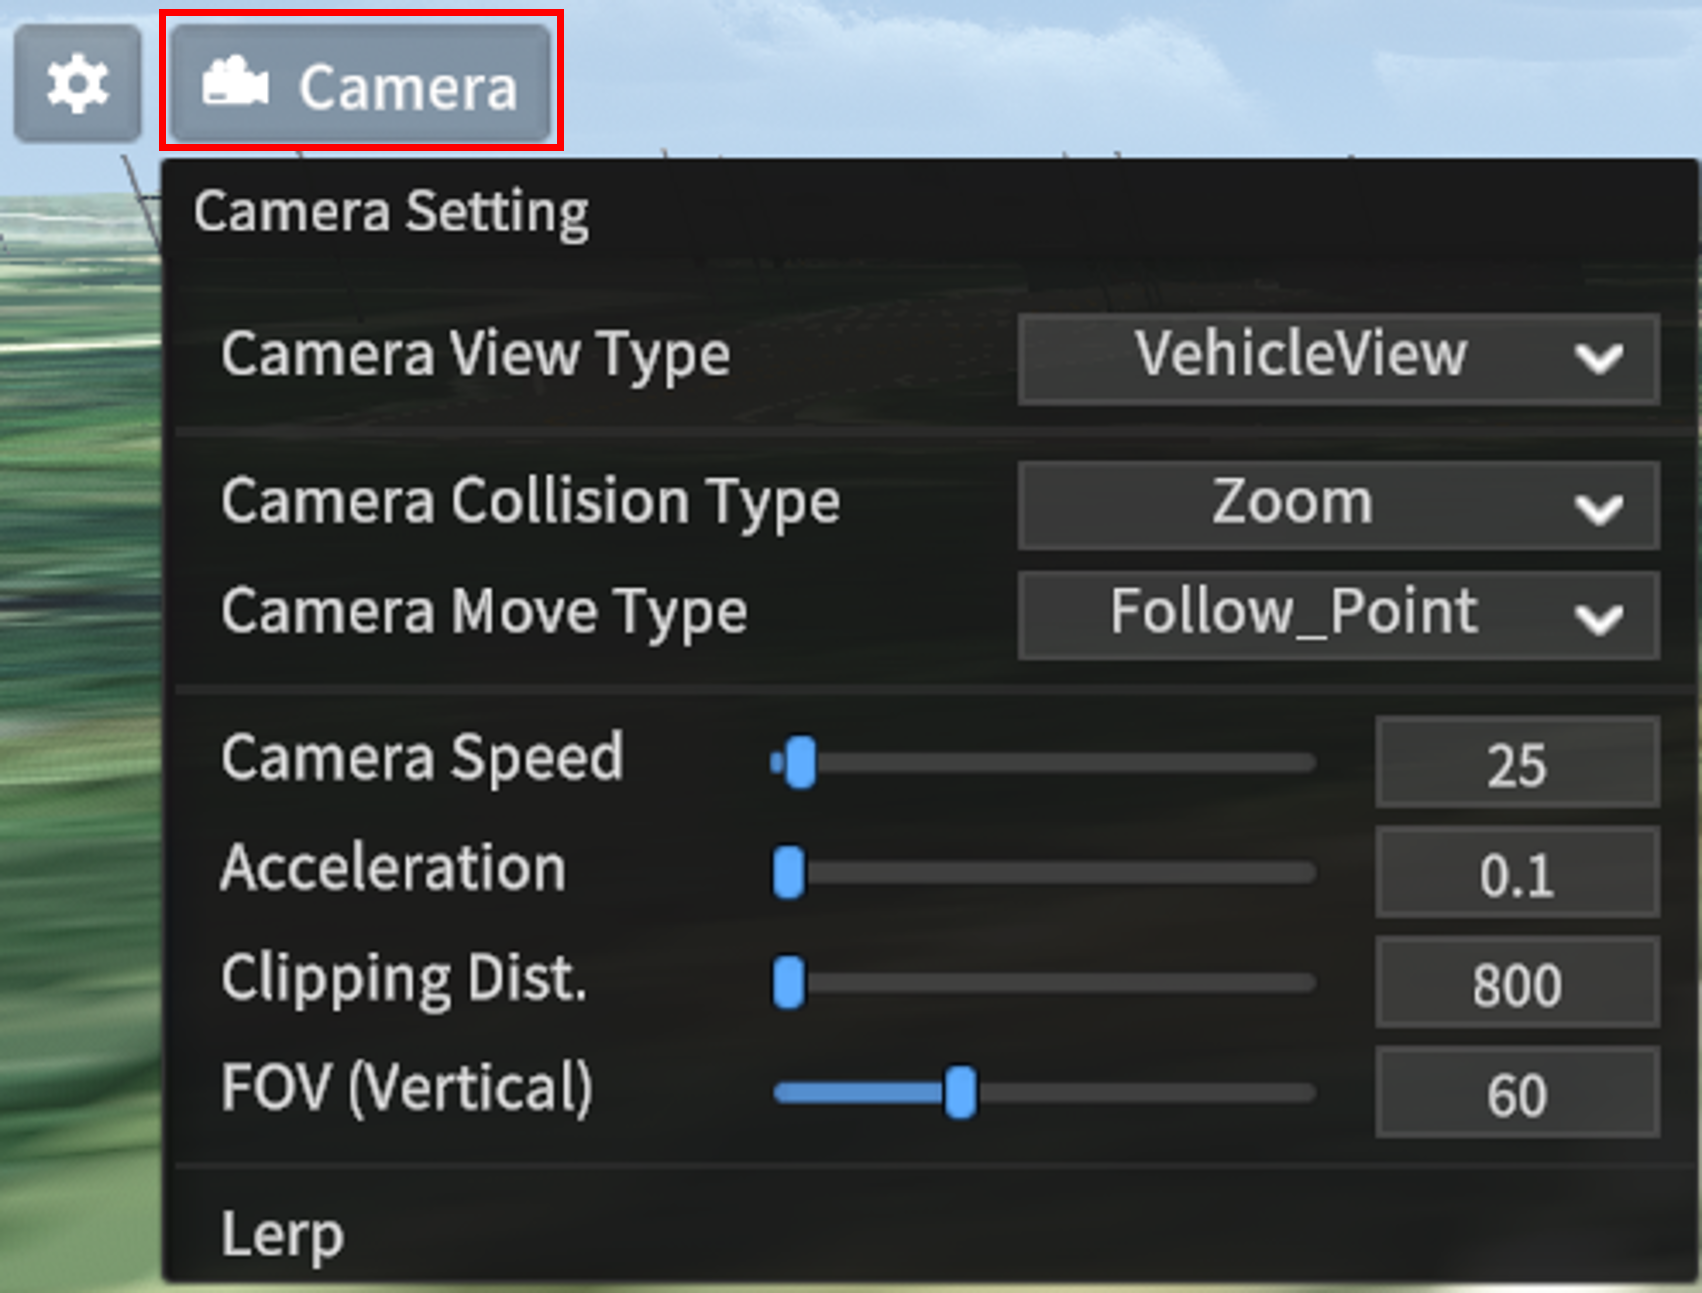 Camera
Camera Setting
Camera View Type VehicleView
Camera Collision Type Zoom
Camera Move Type Follow_Point
Camera Speed 25
Acceleration 0.1
Clipping Dist. 800
FOV (Vertical) 60
Lerp